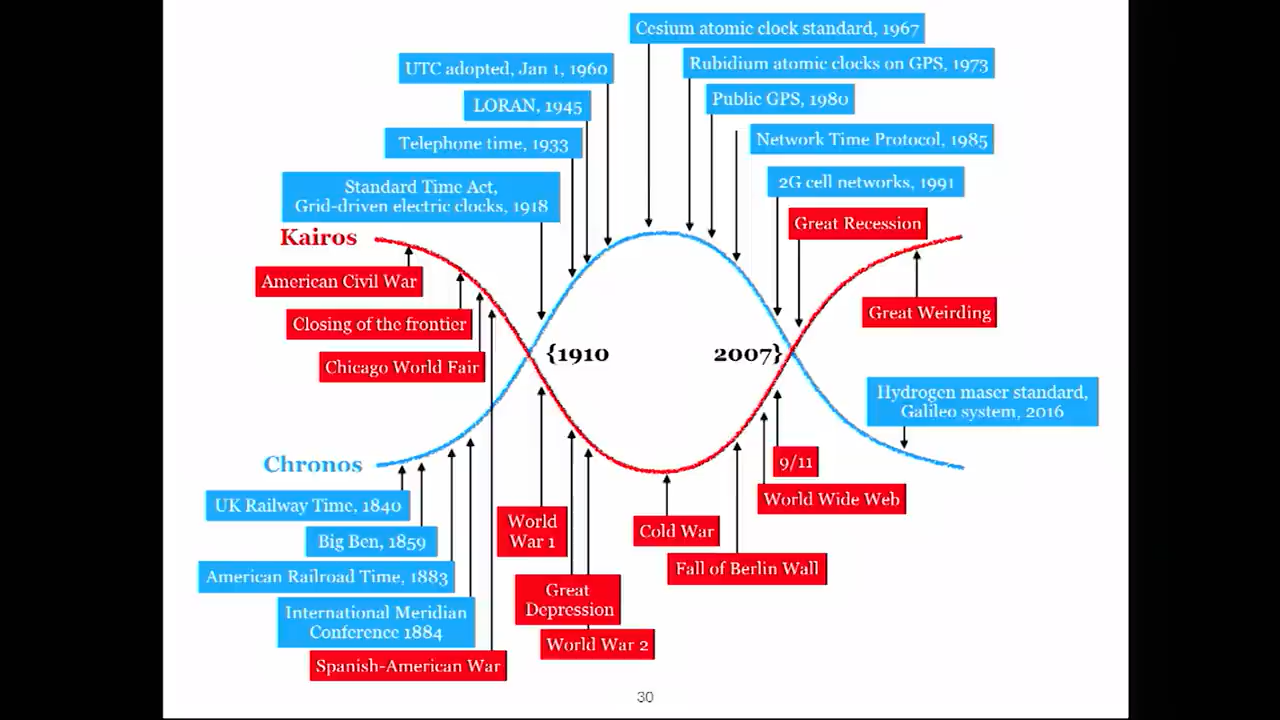 Cesium atomic clock standard, 1967
UTC adopted, Jan 1, 1960
Rubidium atomic clocks on GPS, 1973
LORAN, 1945
Public GPS, 1980
Telephone time, 1933
Network Time Protocol, 1985
Standard Time Act,
Grid-driven electric clocks, 1918
2G cell networks, 1991
Great Recession
Kairos
American Civil War
Closing of the frontier
Great Weirding
Chicago World Fair
{1910
2007}
Hydrogen maser standard,
Galileo system, 2016
Chronos
9/11
UK Railway Time, 1840
World Wide Web
Big Ben, 1859
World
War 1
Cold War
American Railroad Time, 1883
Fall of Berlin Wall
Great
Depression
International Meridian
Conference 1884
World War 2
Spanish-American War
30